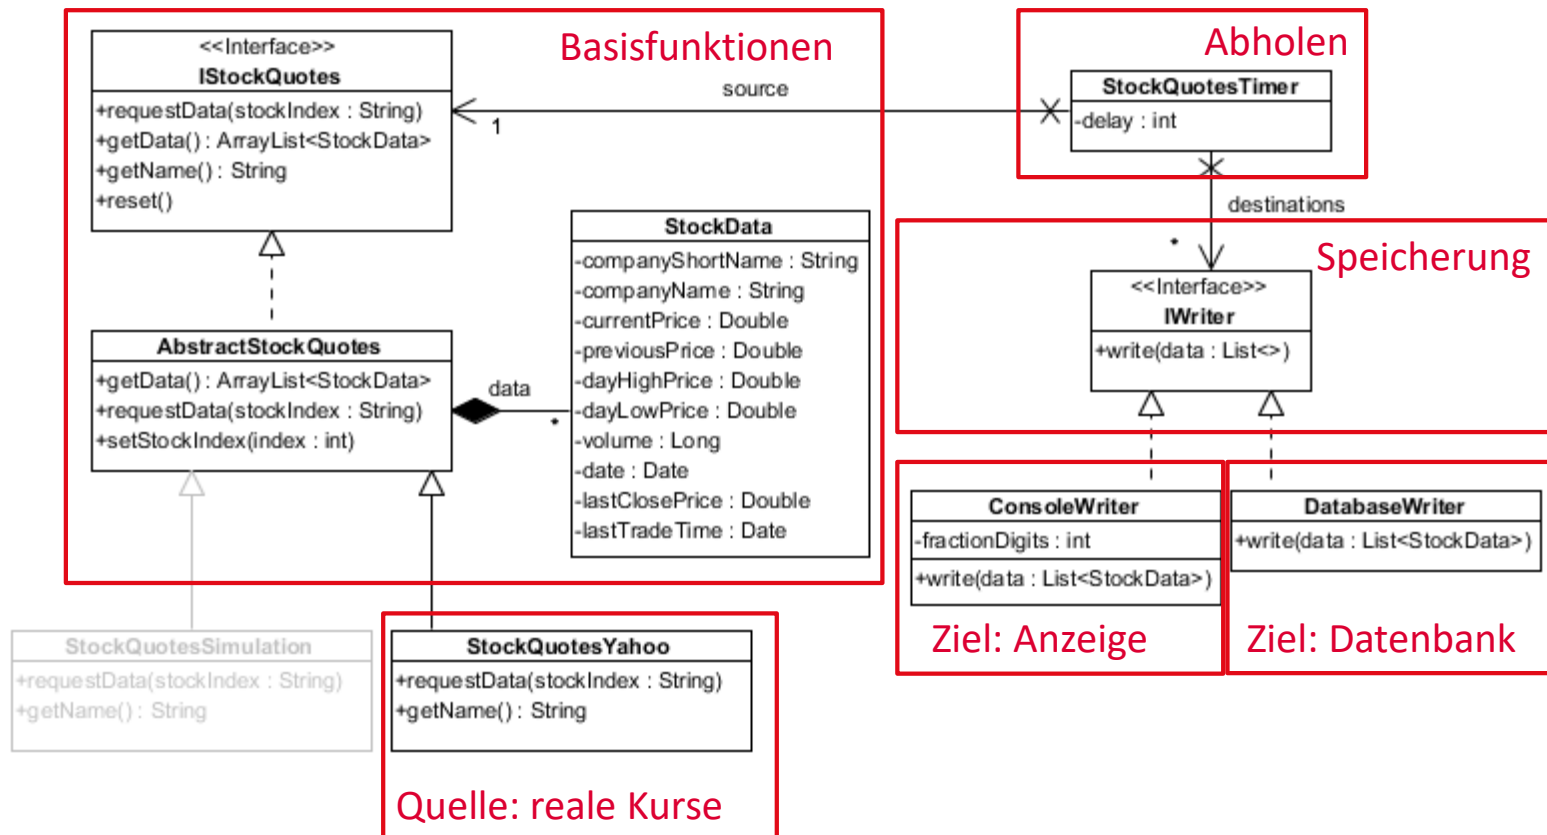 Basisfunktionen
<<Interface>>
IStockQuotes
+requestData(stockIndex : String)
+getData() : ArrayList<StockData>
+getName() : String
+reset()
source
1
Abholen
StockQuotesTimer
-delay : int
destinations
*
Speicherung
<<Interface>>
IWriter
+write(data : List<>)
AbstractStockQuotes
+getData() : ArrayList<StockData>
+requestData(stockIndex : String)
+setStockIndex(index : int)
data
*
StockData
-companyShortName : String
-companyName : String
-currentPrice : Double
-previousPrice : Double
-dayHighPrice : Double
-dayLowPrice : Double
-volume : Long
-date : Date
-lastClosePrice : Double
-lastTradeTime : Date
ConsoleWriter
-fractionDigits : int
+write(data : List<StockData>)
Ziel: Anzeige
DatabaseWriter
+write(data : List<StockData>)
Ziel: Datenbank
StockQuotesSimulation
+requestData(stockIndex : String)
+getName() : String
StockQuotesYahoo
+requestData(stockIndex : String)
+getName() : String
Quelle: reale Kurse